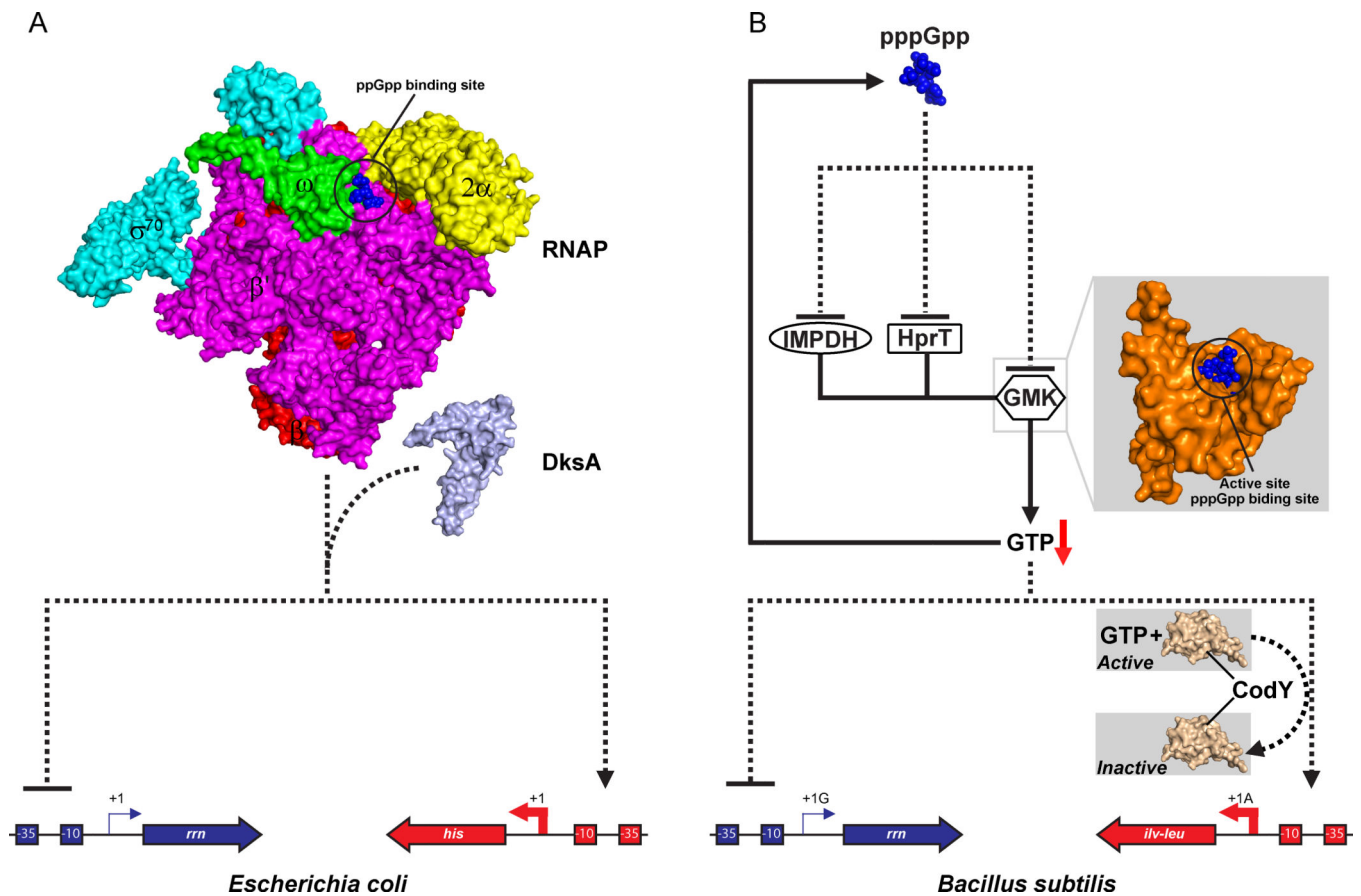 A
ppGpp binding site
ω
2α
σ70
RNAP
β'
β
DksA
-35
-10
+1
rrn
his
+1
-10
-35
Escherichia coli
B
pppGpp
IMPDH
HprT
GMK
Active site
pppGpp biding site
GTP
GTP+
Active
CodY
Inactive
-35
-10
+1G
rrn
ilv-leu
+1A
-10
-35
Bacillus subtilis